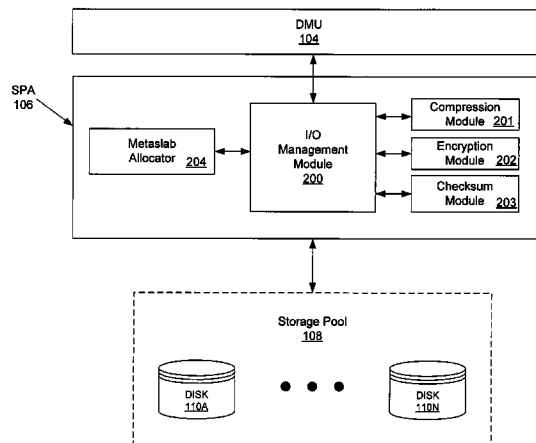 DMU
104
SPA
106
Metaslab
Allocator 204
I/O
Management
Module
200
Compression
Module 201
Encryption
Module 202
Checksum
Module 203
Storage Pool
108
DISK
110A
DISK
110N